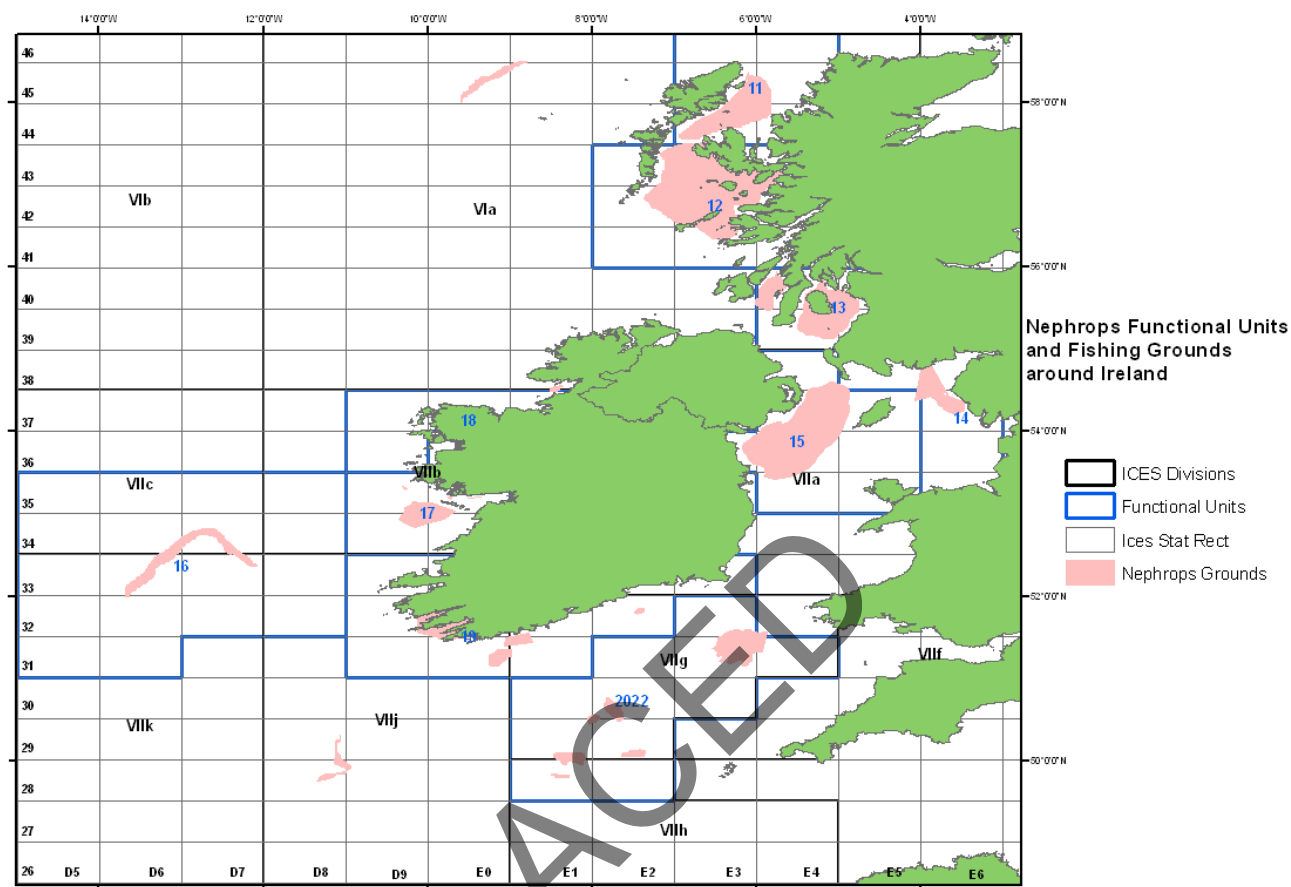 14°0'0"W 12°0'0"W 10°0'0"W 8°0'0"W 6°0'0"W 4°0'0"W
46
45
11
58°0'0"N
44
43
VIb
VIa
12
42
41
56°0'0"N
40
13
39
Nephrops Functional Units
and Fishing Grounds
around Ireland
38
18
14
37
15
54°0'0"N
36
VIIb
VIIc
VIIa
ICES Divisions
35
17
Functional Units
34
16
Ices Stat Rect
33
Nephrops Grounds
52°0'0"N
32
19
31
VIIg
VIIf
30
2022
VIIk
VIIj
29
50°0'0"N
28
27
VIIh
26 D5 D6 D7 D8 D9 E0 E1 E2 E3 E4 E5 E6
ACED